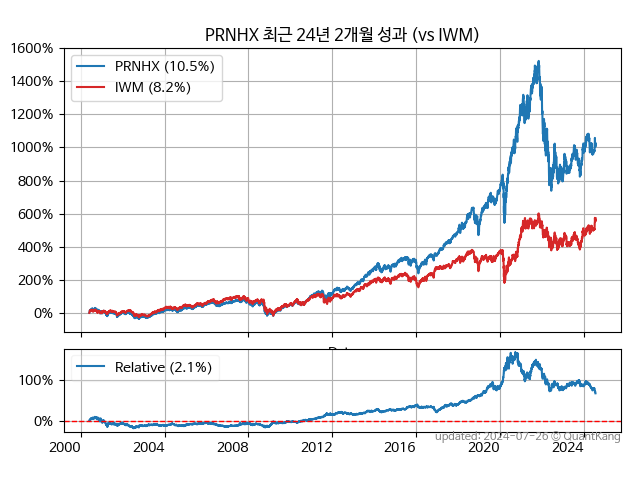 PRNHX 최근 24년 2개월 성과 (vs IWM)
1600%
1400%
1200%
1000%
800%
600%
400%
200%
0%
PRNHX (10.5%)
IWM (8.2%)
100%
0%
Relative (2.1%)
2000 2004 2008 2012 2016 2020 2024
updated: 2024-07-26 © QuantKang